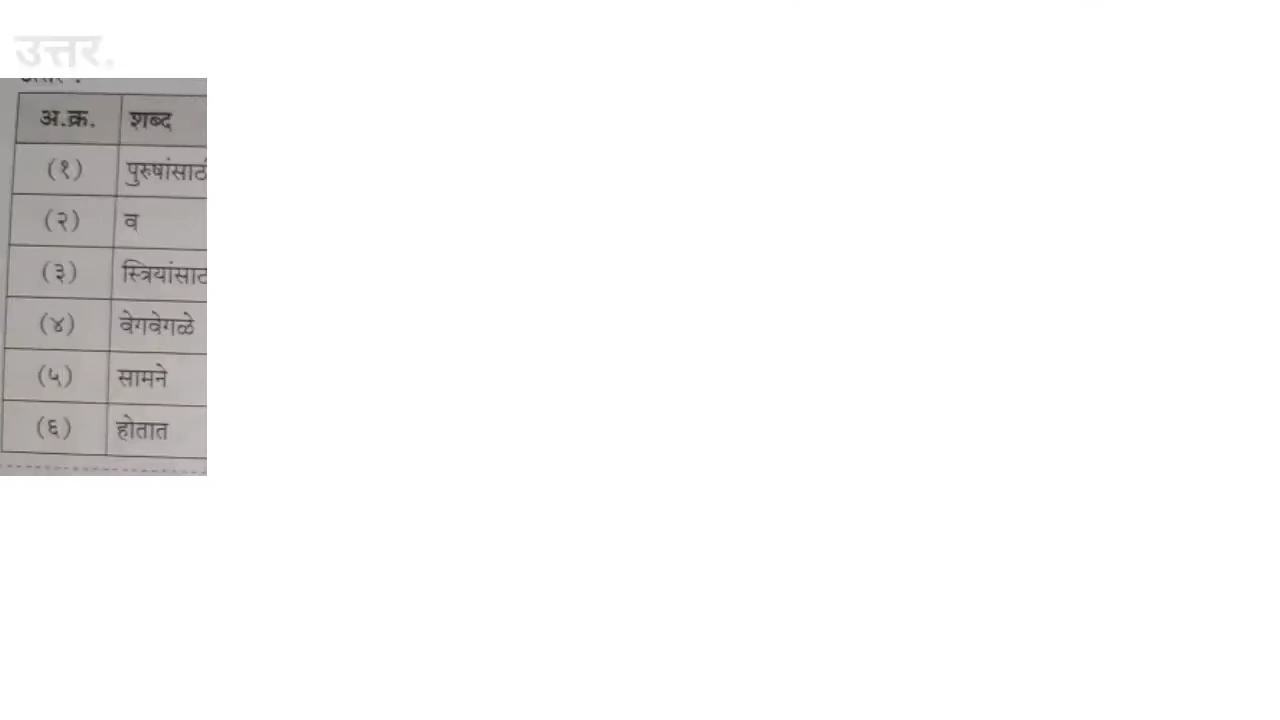 उत्तर.
अ.क्र. शब्द
(१) पुरुषांसाठी
(२) व
(३)
(४) वेगवेगळे
(५) सामने
(६) होतात